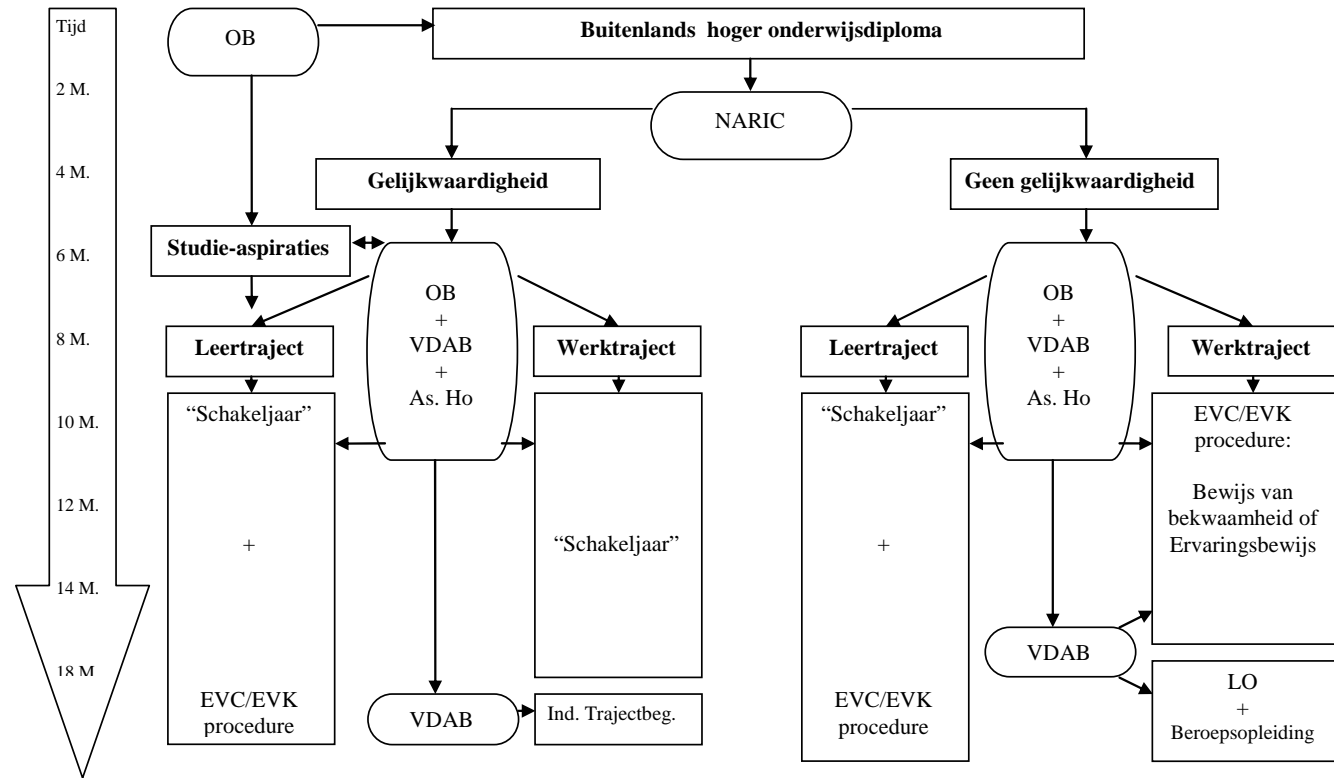 Tijd
2 M.
4 M.
6 M.
8 M.
10 M.
12 M.
14 M.
18 M
OB
Buitenlands hoger onderwijsdiploma
NARIC
Gelijkwaardigheid
Geen gelijkwaardigheid
Studie-aspiraties
OB
+
VDAB
+
As. Ho
Leertraject
Werktraject
“Schakeljaar”
+
EVC/EVK
procedure
“Schakeljaar”
VDAB
Ind. Trajectbeg.
OB
+
VDAB
+
As. Ho
Leertraject
Werktraject
“Schakeljaar”
+
EVC/EVK
procedure
EVC/EVK
procedure:
Bewijs van
bekwaamheid of
Ervaringsbewijs
VDAB
LO
+
Beroepsopleiding